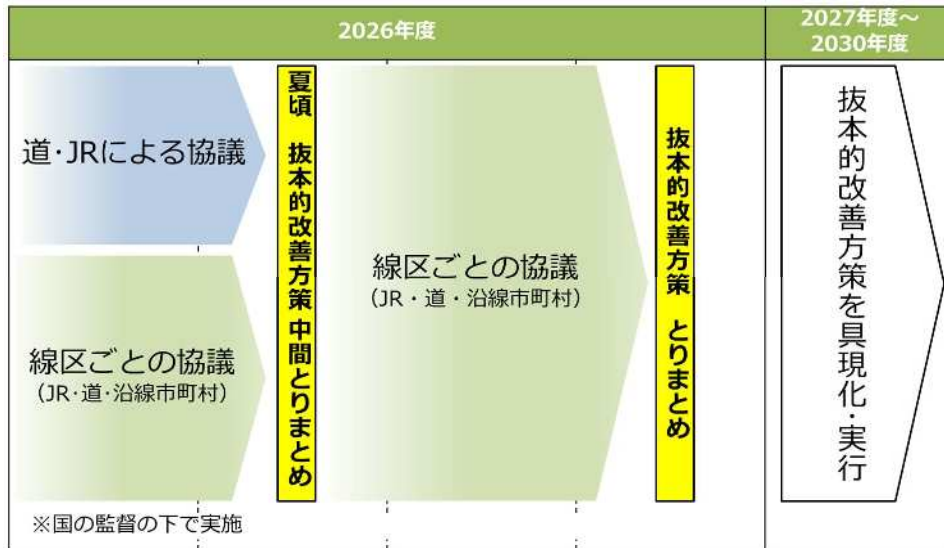 2026年度
2027年度～
2030年度
道･JRによる協議
線区ごとの協議
（JR･道･沿線市町村）
夏頃　抜本的改善方策 中間とりまとめ
線区ごとの協議
（JR・道・沿線市町村）
抜本的改善方策　とりまとめ
抜本的改善方策を具現化･実行
※国の監督の下で実施